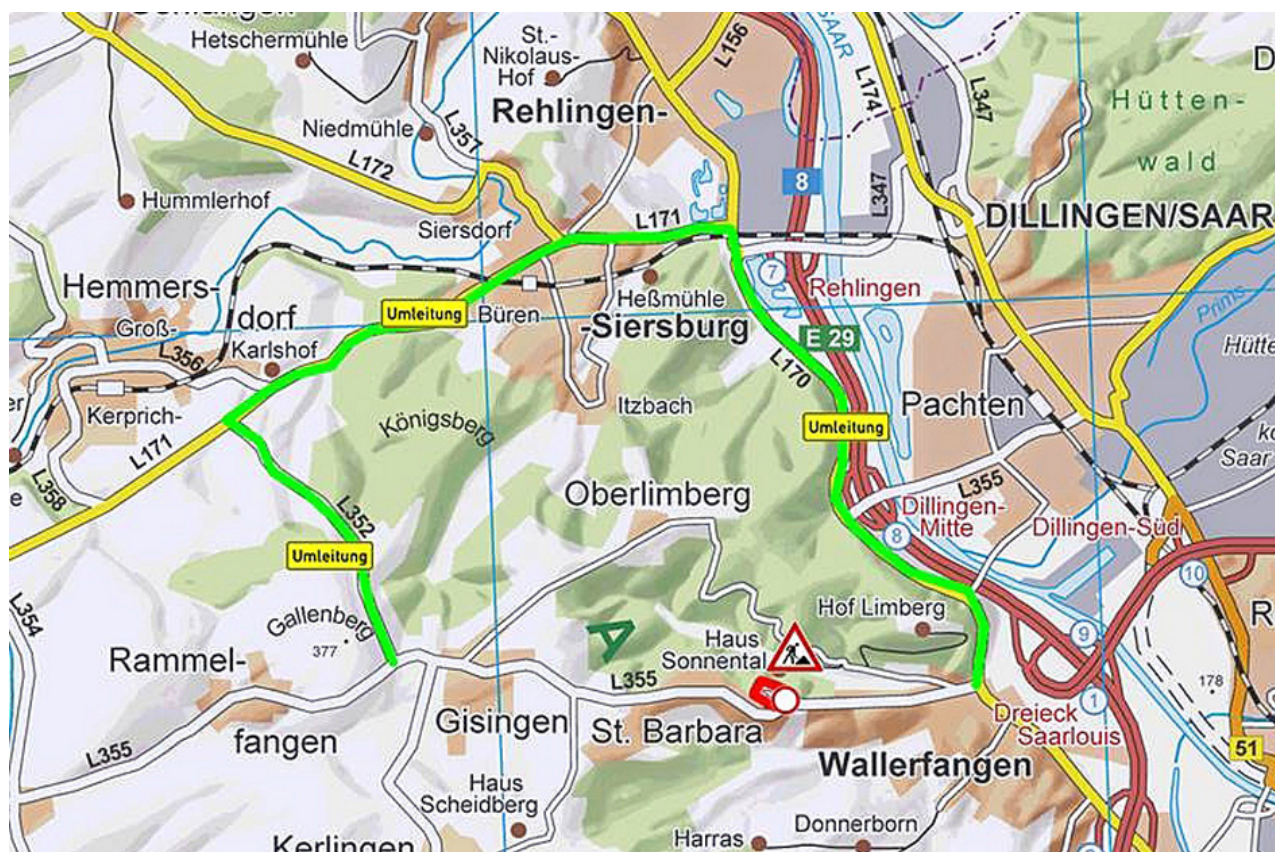 Hetschermühle
St.-
Nikolaus-
Hof
L156
SAAR
L174
L347
D
Hütten-
wald
Rehlingen-
Niedmühle
L357
L172
8
L347
Hummlerhof
Siersdorf
L171
DILLINGEN/SAAR
Hemmers-
dorf
Groß-
Karlshof
L356
Umleitung
Büren
Heßmühle
-Siersburg
7
Rehlingen
E 29
Prims
Hütte
L170
Kerprich-
Königsberg
Itzbach
Umleitung
Pachten
ko
Saar
er
L171
L358
e
L352
Oberlimberg
L355
Dillingen-
Mitte
8
Dillingen-Süd
10
Umleitung
L354
Gallenberg
377
A
Hof Limberg
Haus
Sonnental
9
R
Rammel-
fangen
L355
L355
Gisingen
St. Barbara
178
1
Dreieck
Saarlouis
51
Wallerfangen
Haus
Scheidberg
Kerlingen
Harras
Donnerborn